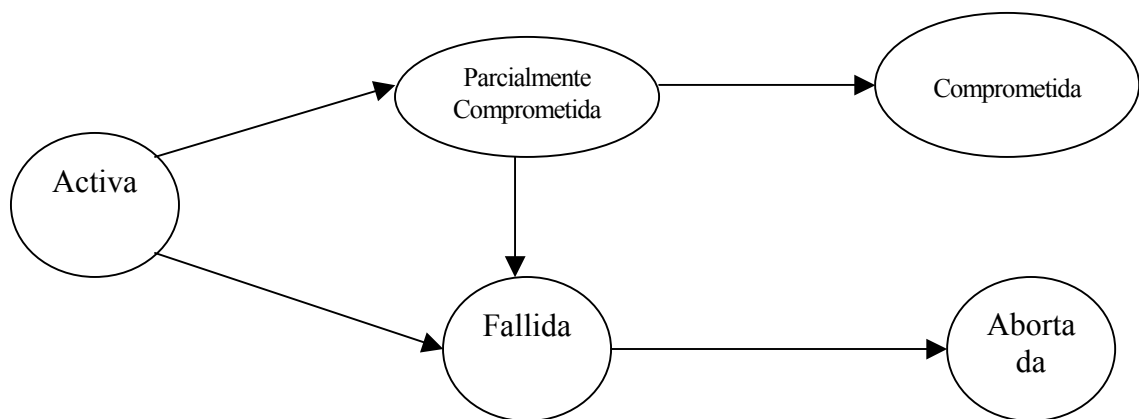 Parcialmente
Comprometida
Comprometida
Activa
Fallida
Aborta
da